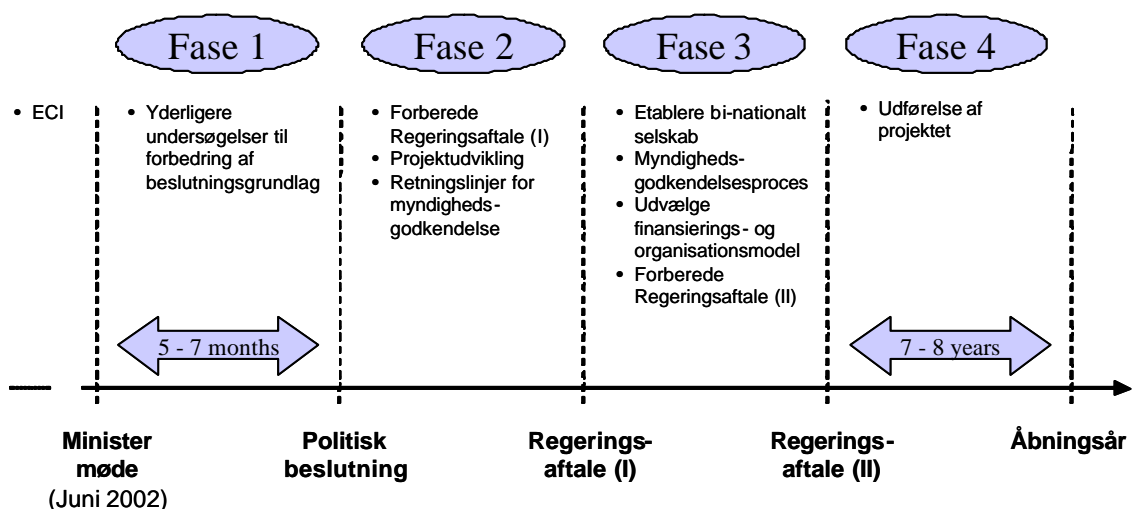 Fase 1
Fase 2
Fase 3
Fase 4
• ECI
• Yderligere
undersøgelser til
forbedring af
beslutningsgrundlag
• Forberede
Regeringsaftale (I)
• Projektudvikling
• Retningslinjer for
myndigheds-
godkendelse
• Etablere bi-nationalt
selskab
• Myndigheds-
godkendelsesproces
• Udvælge
finansierings- og
organisationsmodel
• Forberede
Regeringsaftale (II)
• Udførelse af
projektet
5 - 7 months
7 - 8 years
Minister
møde
(Juni 2002)
Politisk
beslutning
Regerings-
aftale (I)
Regerings-
aftale (II)
Åbningsår